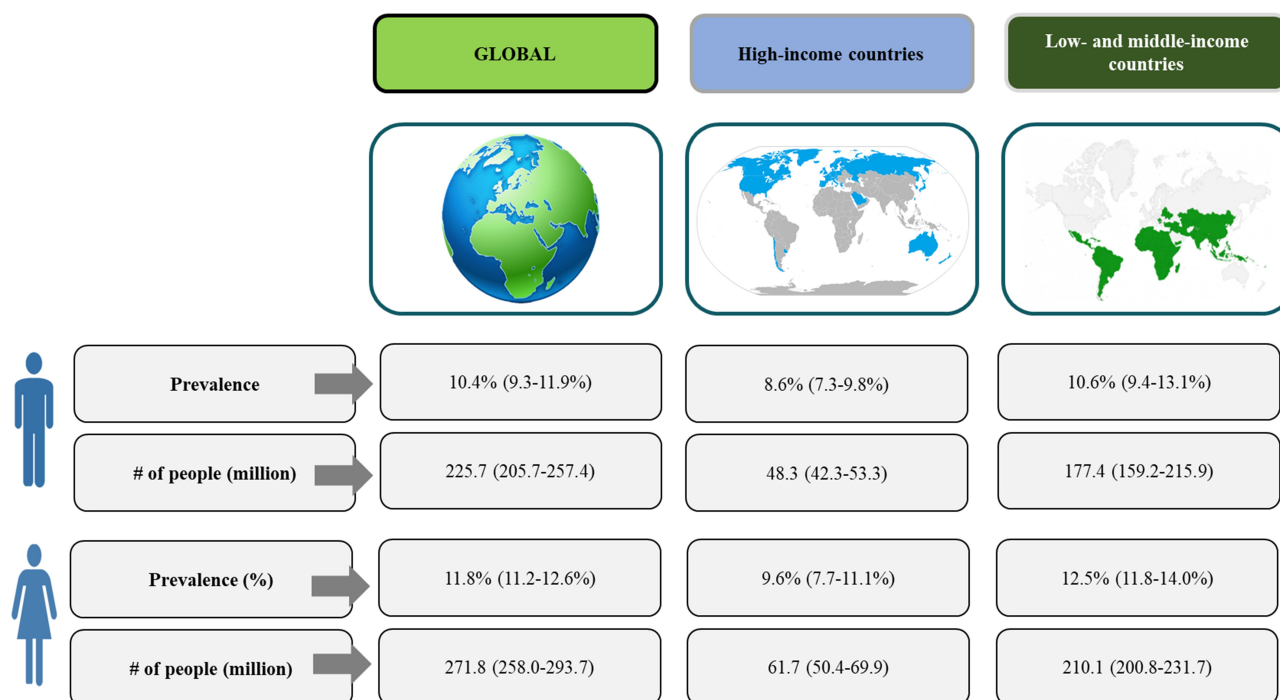 GLOBAL
High-income countries
Low- and middle-income
countries
Prevalence
10.4% (9.3-11.9%)
8.6% (7.3-9.8%)
10.6% (9.4-13.1%)
# of people (million)
225.7 (205.7-257.4)
48.3 (42.3-53.3)
177.4 (159.2-215.9)
Prevalence (%)
11.8% (11.2-12.6%)
9.6% (7.7-11.1%)
12.5% (11.8-14.0%)
# of people (million)
271.8 (258.0-293.7)
61.7 (50.4-69.9)
210.1 (200.8-231.7)